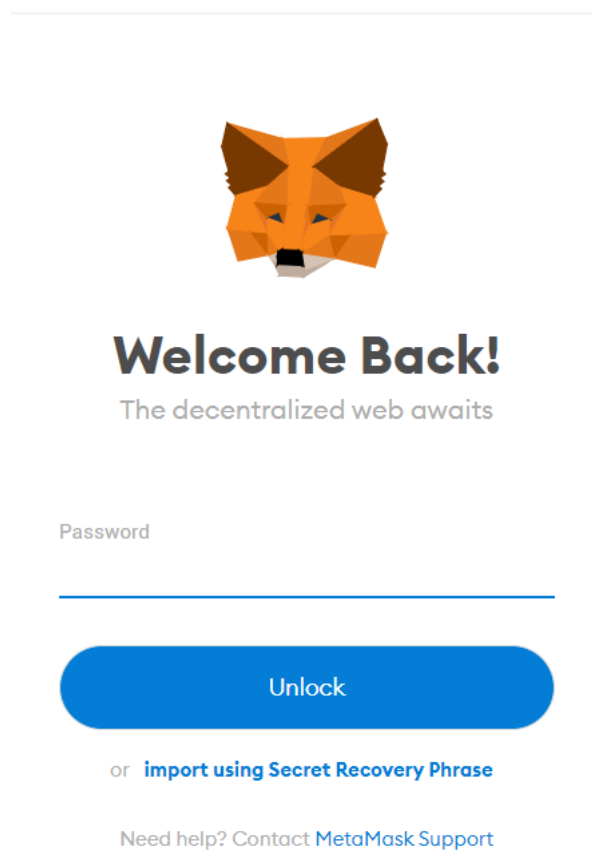 Welcome Back!
The decentralized web awaits
Password
Unlock
or import using Secret Recovery Phrase
Need help? Contact MetaMask Support